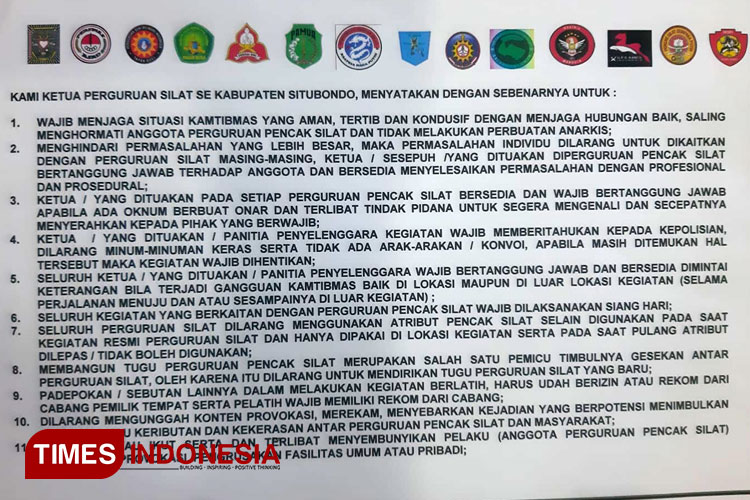 KAMI KETUA PERGURUAN SILAT SE KABUPATEN SITUBONDO, MENYATAKAN DENGAN SEBENARNYA UNTUK :
1. WAJIB MENJAGA SITUASI KAMTIBMAS YANG AMAN, TERTIB DAN KONDUSIF DENGAN MENJAGA HUBUNGAN BAIK, SALING
MENGHORMATI ANGGOTA PERGURUAN PENCAK SILAT DAN TIDAK MELAKUKAN PERBUATAN ANARKIS;
2. MENGHINDARI PERMASALAHAN YANG LEBIH BESAR, MAKA PERMASALAHAN INDIVIDU DILARANG UNTUK DIKAITKAN
DENGAN PERGURUAN SILAT MASING-MASING, KETUA / SESEPUH /YANG DITUAKAN DIPERGURUAN PENCAK SILAT
BERTANGGUNG JAWAB TERHADAP ANGGOTA DAN BERSEDIA MENYELESAIKAN PERMASALAHAN DENGAN PROFESIONAL
DAN PROSEDURAL;
3. KETUA / YANG DITUAKAN PADA SETIAP PERGURUAN PENCAK SILAT BERSEDIA DAN WAJIB BERTANGGUNG JAWAB
APABILA ADA OKNUM BERBUAT ONAR DAN TERLIBAT TINDAK PIDANA UNTUK SEGERA MENGENALI DAN SECEPATNYA
MENYERAHKAN KEPADA PIHAK YANG BERWAJIB;
4. KETUA / YANG DITUAKAN / PANITIA PENYELENGGARA KEGIATAN WAJIB MEMBERITAHUKAN KEPADA KEPOLISIAN,
DILARANG MINUM-MINUMAN KERAS SERTA TIDAK ADA ARAK-ARAKAN / KONVOI, APABILA MASIH DITEMUKAN HAL
TERSEBUT MAKA KEGIATAN WAJIB DIHENTIKAN;
5. SELURUH KETUA / YANG DITUAKAN / PANITIA PENYELENGGARA WAJIB BERTANGGUNG JAWAB DAN BERSEDIA DIMINTAI
KETERANGAN BILA TERJADI GANGGUAN KAMTIBMAS BAIK DI LOKASI MAUPUN DI LUAR LOKASI KEGIATAN (SELAMA
PERJALANAN MENUJU DAN ATAU SESAMPAINYA DI LUAR KEGIATAN) ;
6. SELURUH KEGIATAN YANG BERKAITAN DENGAN PERGURUAN PENCAK SILAT WAJIB DILAKSANAKAN SIANG HARI;
7. SELURUH PERGURUAN SILAT DILARANG MENGGUNAKAN ATRIBUT PENCAK SILAT SELAIN DIGUNAKAN PADA SAAT
KEGIATAN RESMI PERGURUAN SILAT DAN HANYA DIPAKAI DI LOKASI KEGIATAN SERTA PADA SAAT PULANG ATRIBUT
DILEPAS / TIDAK BOLEH DIGUNAKAN;
8. MEMBANGUN TUGU PERGURUAN PENCAK SILAT MERUPAKAN SALAH SATU PEMICU TIMBULNYA GESEKAN ANTAR
PERGURUAN SILAT, OLEH KARENA ITU DILARANG UNTUK MENDIRIKAN TUGU PERGURUAN SILAT YANG BARU;
9. PADEPOKAN / SEBUTAN LAINNYA DALAM MELAKUKAN KEGIATAN BERLATIH, HARUS UDAH BERIZIN ATAU REKOM DARI
CABANG PEMILIK TEMPAT SERTA PELATIH WAJIB MEMILIKI REKOM DARI CABANG;
10. DILARANG MENGUNGGAH KONTEN PROVOKASI, MEREKAM, MENYEBARKAN KEJADIAN YANG BERPOTENSI MENIMBULKAN
KERIBUTAN DAN KEKERASAN ANTAR PERGURUAN PENCAK SILAT DAN MASYARAKAT;
11 IKUT SERTA DAN TERLIBAT MENYEMBUNYIKAN PELAKU (ANGGOTA PERGURUAN PENCAK SILAT)
PROVOKASI, PENGRUSAKAN FASILITAS UMUM ATAU PRIBADI;
TIMES INDONESIA
BUILDING - INSPIRING - POSITIVE THINKING